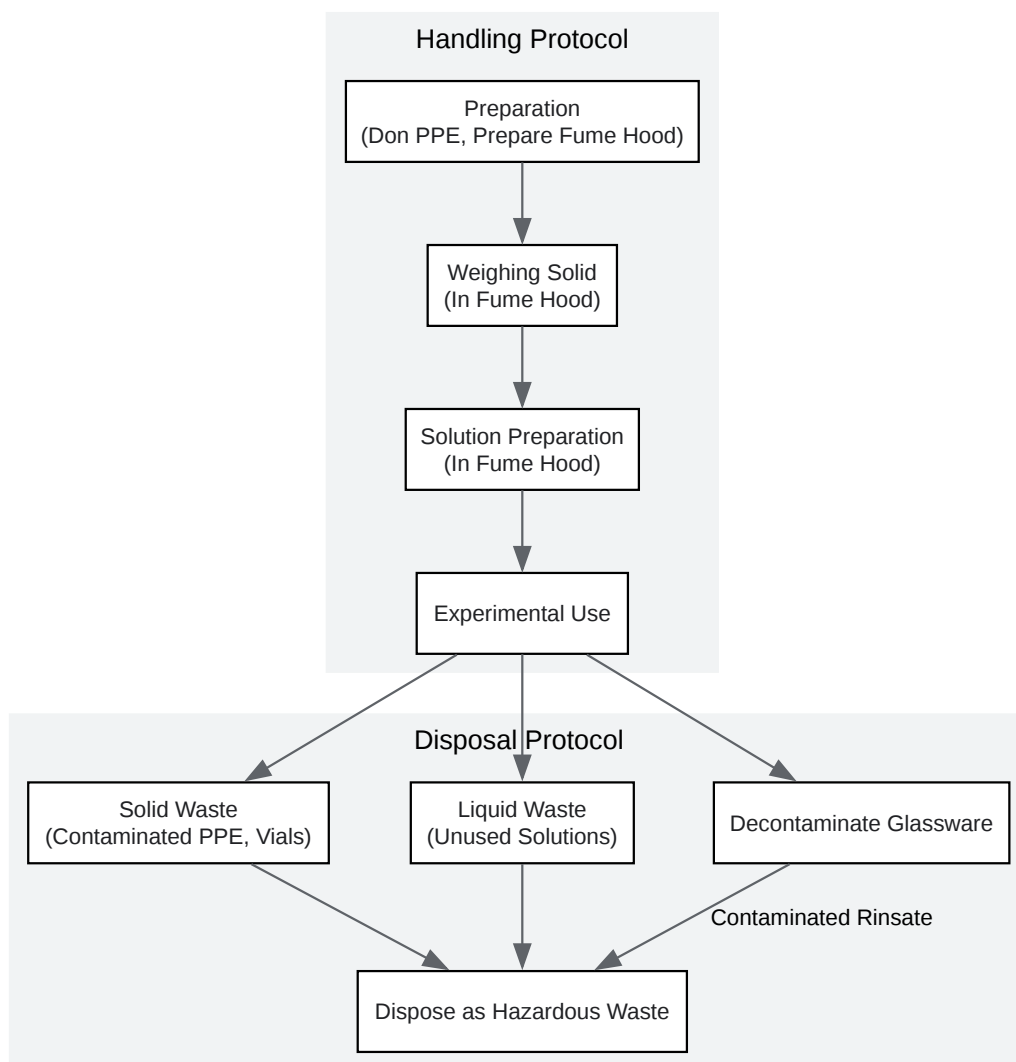 Handling Protocol
Preparation
(Don PPE, Prepare Fume Hood)
Weighing Solid
(In Fume Hood)
Solution Preparation
(In Fume Hood)
Experimental Use
Disposal Protocol
Solid Waste
(Contaminated PPE, Vials)
Liquid Waste
(Unused Solutions)
Decontaminate Glassware
Contaminated Rinsate
Dispose as Hazardous Waste